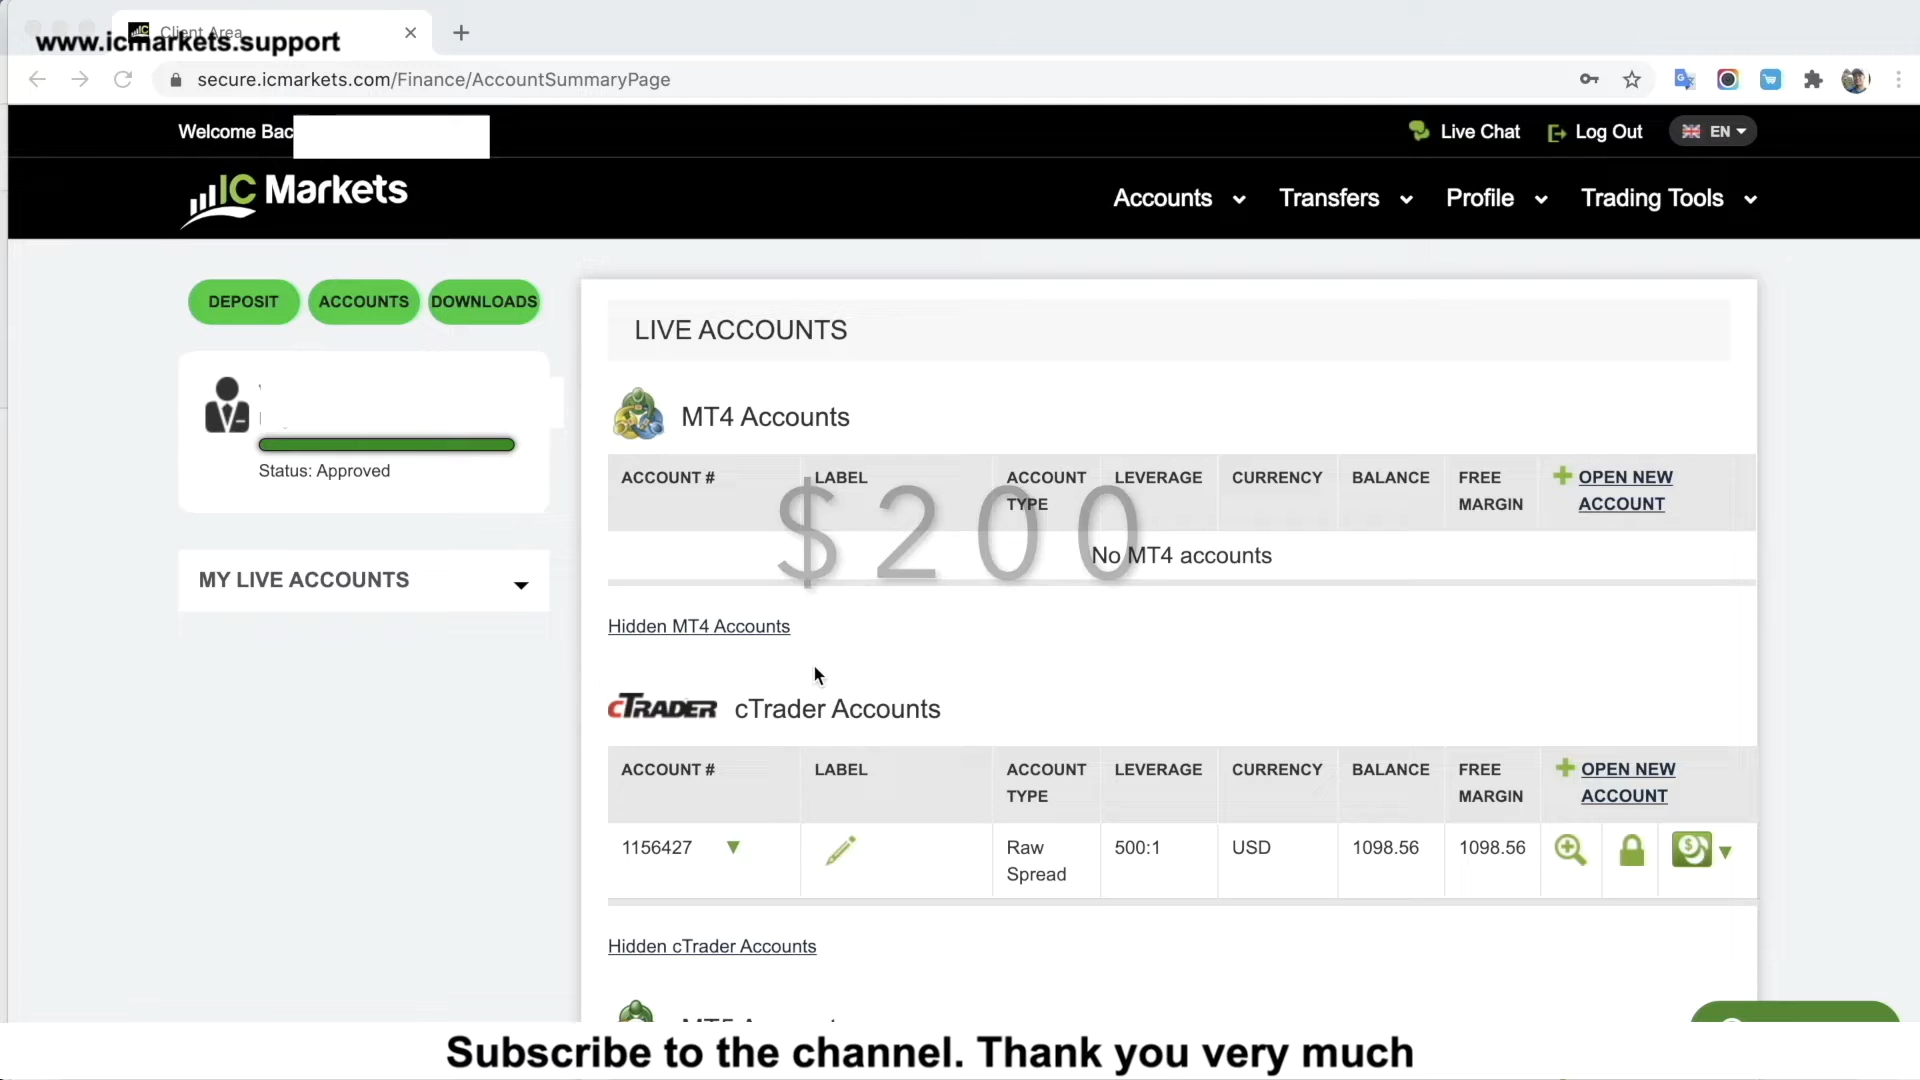 Client Area
www.icmarkets.support
secure.icmarkets.com/Finance/AccountSummaryPage
Welcome Bac
Live Chat
Log Out
EN
IC Markets
Accounts
Transfers
Profile
Trading Tools
DEPOSIT
ACCOUNTS
DOWNLOADS
Status: Approved
MY LIVE ACCOUNTS
LIVE ACCOUNTS
MT4 Accounts
ACCOUNT # LABEL ACCOUNT TYPE LEVERAGE CURRENCY BALANCE FREE MARGIN OPEN NEW ACCOUNT
$200
No MT4 accounts
Hidden MT4 Accounts
cTRADER cTrader Accounts
ACCOUNT # LABEL ACCOUNT TYPE LEVERAGE CURRENCY BALANCE FREE MARGIN OPEN NEW ACCOUNT
1156427 Raw Spread 500:1 USD 1098.56 1098.56
Hidden cTrader Accounts
Subscribe to the channel. Thank you very much